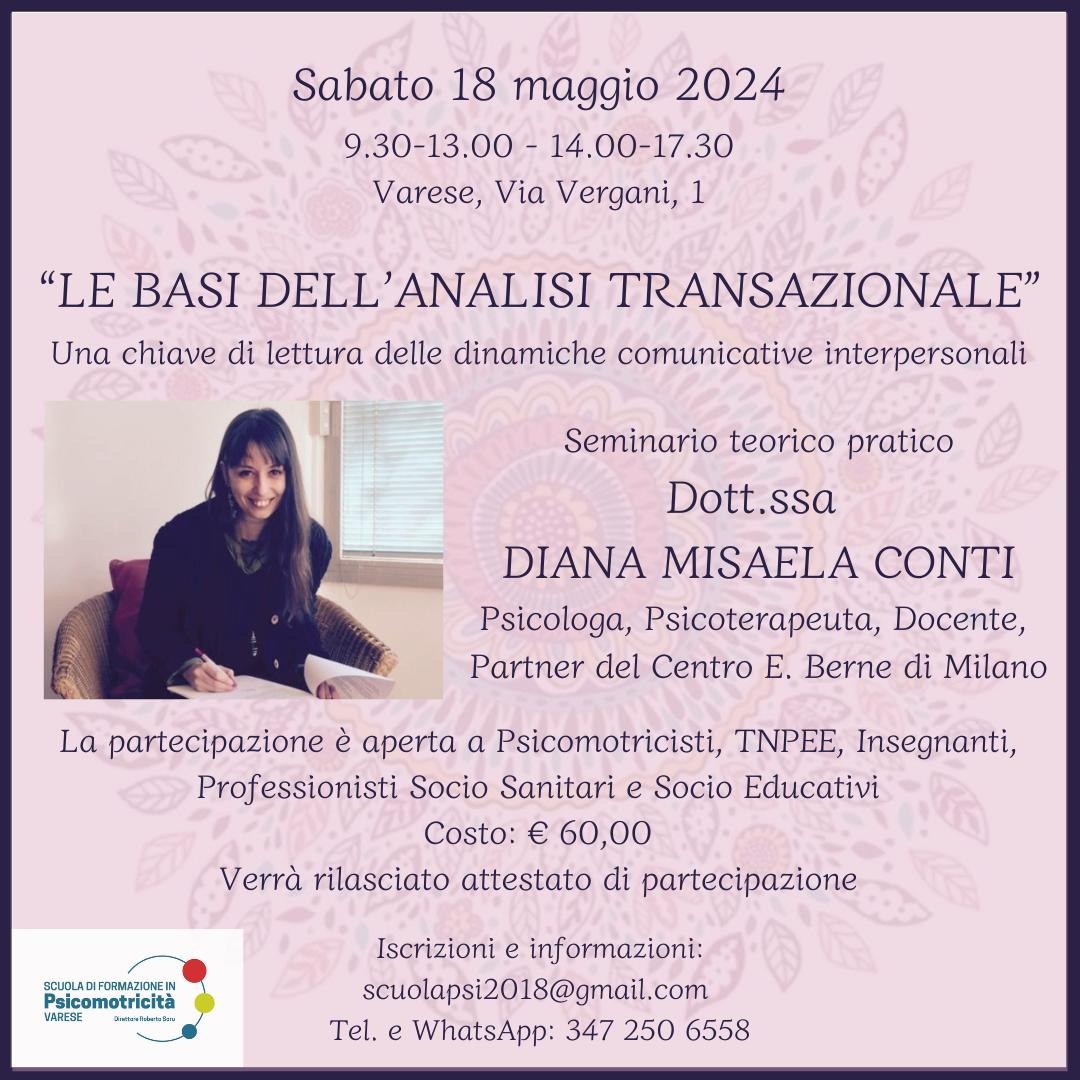 Sabato 18 maggio 2024
9.30-13.00 - 14.00-17.30
Varese, Via Vergani, 1
“LE BASI DELL’ANALISI TRANSAZIONALE”
Una chiave di lettura delle dinamiche comunicative interpersonali
Seminario teorico pratico
Dott.ssa
DIANA MISAELA CONTI
Psicologa, Psicoterapeuta, Docente,
Partner del Centro E. Berne di Milano
La partecipazione è aperta a Psicomotricisti, TNPEE, Insegnanti,
Professionisti Socio Sanitari e Socio Educativi
Costo: € 60,00
Verrà rilasciato attestato di partecipazione
Iscrizioni e informazioni:
scuolapsi2018@gmail.com
Tel. e WhatsApp: 347 250 6558
SCUOLA DI FORMAZIONE IN
Psicomotricità
VARESE
Direttore Roberto Saru